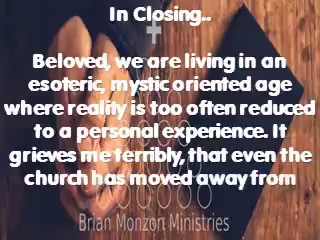 In Closing..
Beloved, we are living in an
esoteric, mystic oriented age
where reality is too often reduced
to a personal experience. It
grieves me terribly, that even the
church has moved away from
Brian Monzon Ministries